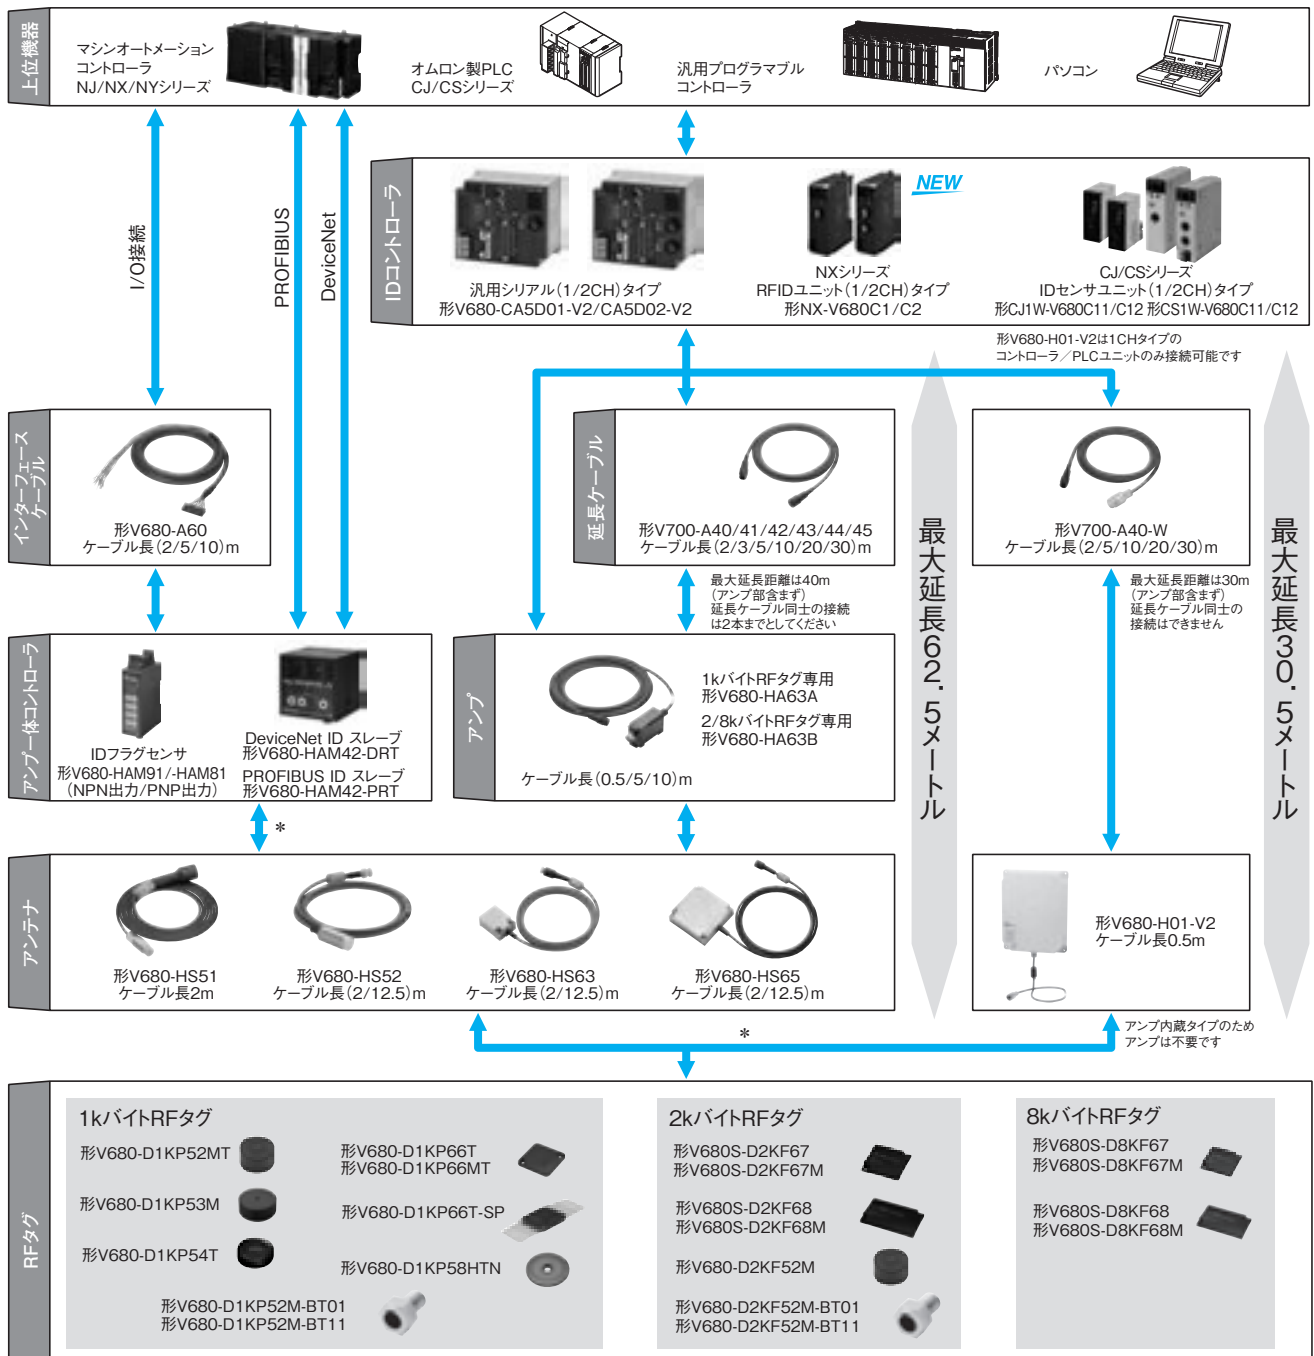 上位機器
マシンオートメーション
コントローラ
NJ/NX/NYシリーズ
オムロン製PLC
CJ/CSシリーズ
汎用プログラマブル
コントローラ
パソコン
I/O接続
PROFIBIUS
DeviceNet
IDコントローラ
汎用シリアル(1/2CH)タイプ
形V680-CA5D01-V2/CA5D02-V2
NEW
NXシリーズ
RFIDユニット(1/2CH)タイプ
形NX-V680C1/C2
CJ/CSシリーズ
IDセンサユニット(1/2CH)タイプ
形CJ1W-V680C11/C12 形CS1W-V680C11/C12
形V680-H01-V2は1CHタイプの
コントローラ/PLCユニットのみ接続可能です
インターフェース
ケーブル
形V680-A60
ケーブル長(2/5/10)m
延長ケーブル
形V700-A40/41/42/43/44/45
ケーブル長(2/3/5/10/20/30)m
形V700-A40-W
ケーブル長(2/5/10/20/30)m
最大延長距離は40m
(アンプ部含まず)
延長ケーブル同士の接続
は2本までとしてください
最大延長距離は30m
(アンプ部含まず)
延長ケーブル同士の
接続はできません
最大延長62.5メートル
最大延長30.5メートル
アンプ一体コントローラ
IDフラグセンサ
形V680-HAM91/-HAM81
(NPN出力/PNP出力)
DeviceNet ID スレーブ
形V680-HAM42-DRT
PROFIBUS ID スレーブ
形V680-HAM42-PRT
アンプ
1kバイトRFタグ専用
形V680-HA63A
2/8kバイトRFタグ専用
形V680-HA63B
ケーブル長(0.5/5/10)m
*
アンテナ
形V680-HS51
ケーブル長2m
形V680-HS52
ケーブル長(2/12.5)m
形V680-HS63
ケーブル長(2/12.5)m
形V680-HS65
ケーブル長(2/12.5)m
形V680-H01-V2
ケーブル長0.5m
*
アンプ内蔵タイプのため
アンプは不要です
RFタグ
1kバイトRFタグ
形V680-D1KP52MT
形V680-D1KP53M
形V680-D1KP54T
形V680-D1KP66T
形V680-D1KP66MT
形V680-D1KP66T-SP
形V680-D1KP58HTN
形V680-D1KP52M-BT01
形V680-D1KP52M-BT11
2kバイトRFタグ
形V680S-D2KF67
形V680S-D2KF67M
形V680S-D2KF68
形V680S-D2KF68M
形V680-D2KF52M
形V680-D2KF52M-BT01
形V680-D2KF52M-BT11
8kバイトRFタグ
形V680S-D8KF67
形V680S-D8KF67M
形V680S-D8KF68
形V680S-D8KF68M